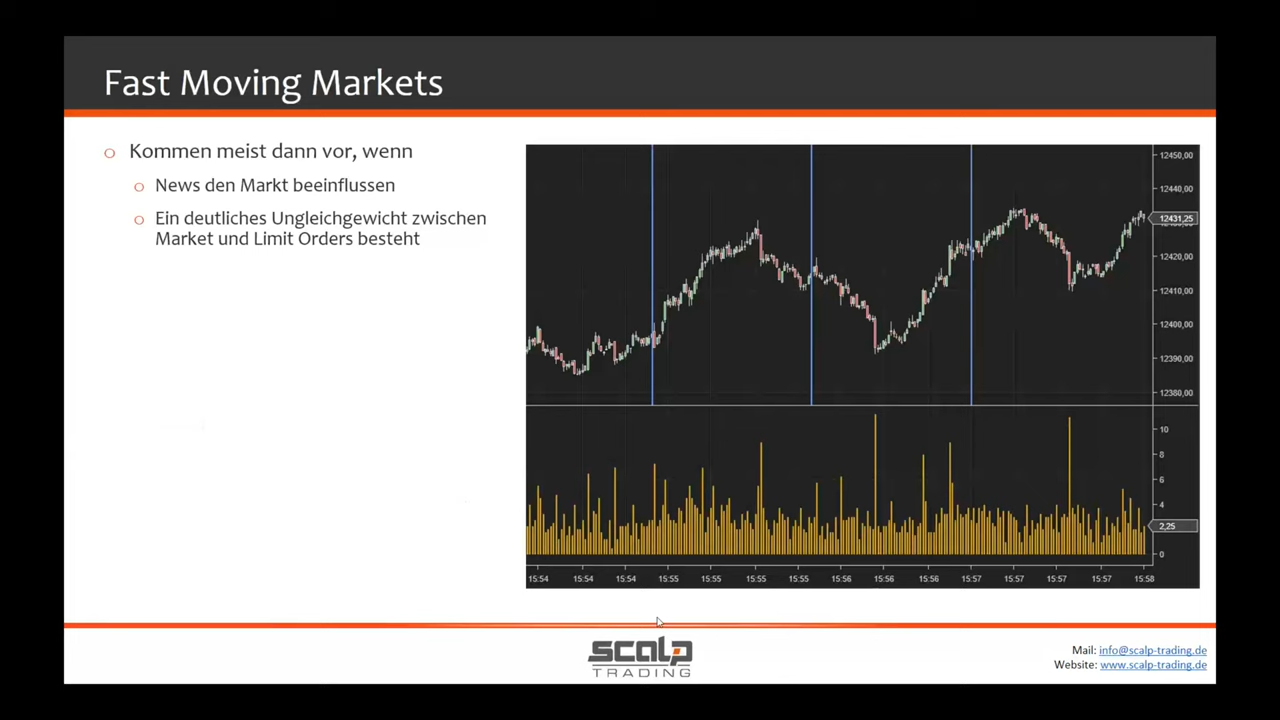 Fast Moving Markets
Kommen meist dann vor, wenn
News den Markt beeinflussen
Ein deutliches Ungleichgewicht zwischen
Market und Limit Orders besteht
12450,00
12440,00
12431,25
12420,00
12410,00
12400,00
12390,00
12380,00
10
8
6
4
2,25
0
15:54 15:54 15:54 15:55 15:55 15:55 15:55 15:56 15:56 15:56 15:57 15:57 15:57 15:57 15:58
scalp
TRADING
Mail: info@scalp-trading.de
Website: www.scalp-trading.de